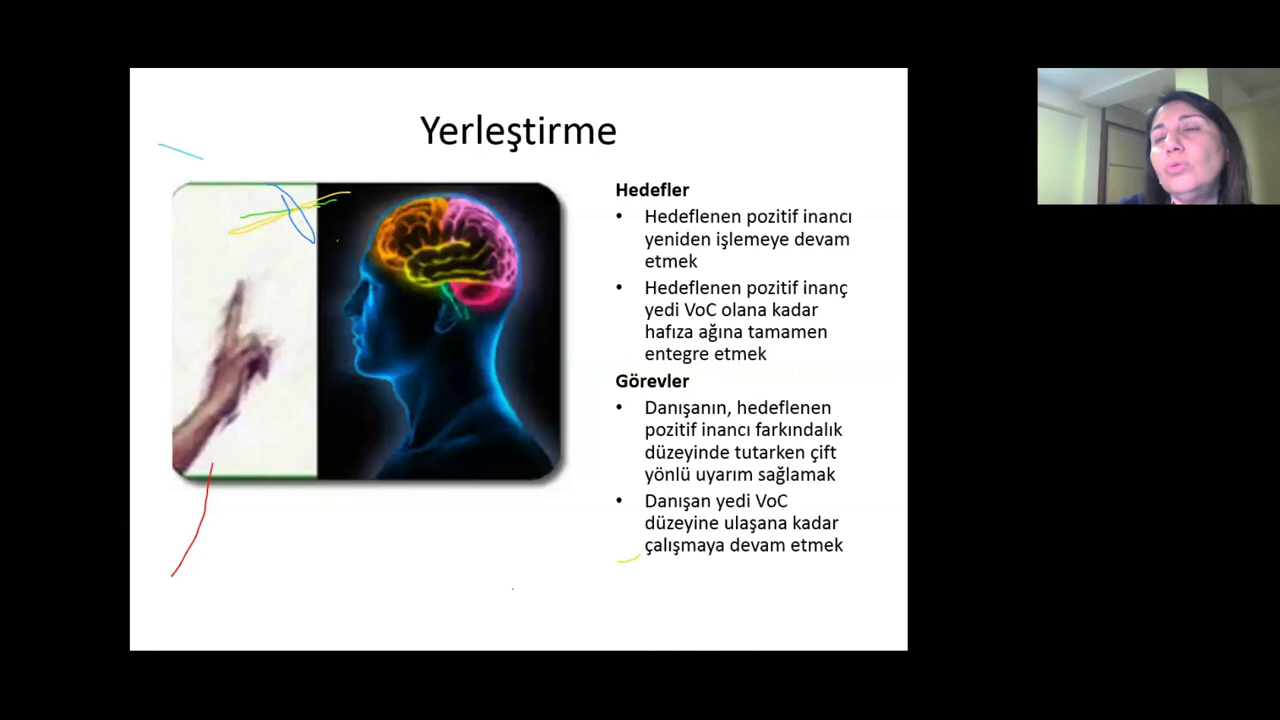 Yerleştirme
Hedefler
• Hedeflenen pozitif inancı
yeniden işlemeye devam
etmek
• Hedeflenen pozitif inanç
yedi VoC olana kadar
hafıza ağına tamamen
entegre etmek
Görevler
• Danışanın, hedeflenen
pozitif inancı farkındalık
düzeyinde tutarken çift
yönlü uyarım sağlamak
• Danışan yedi VoC
düzeyine ulaşana kadar
çalışmaya devam etmek